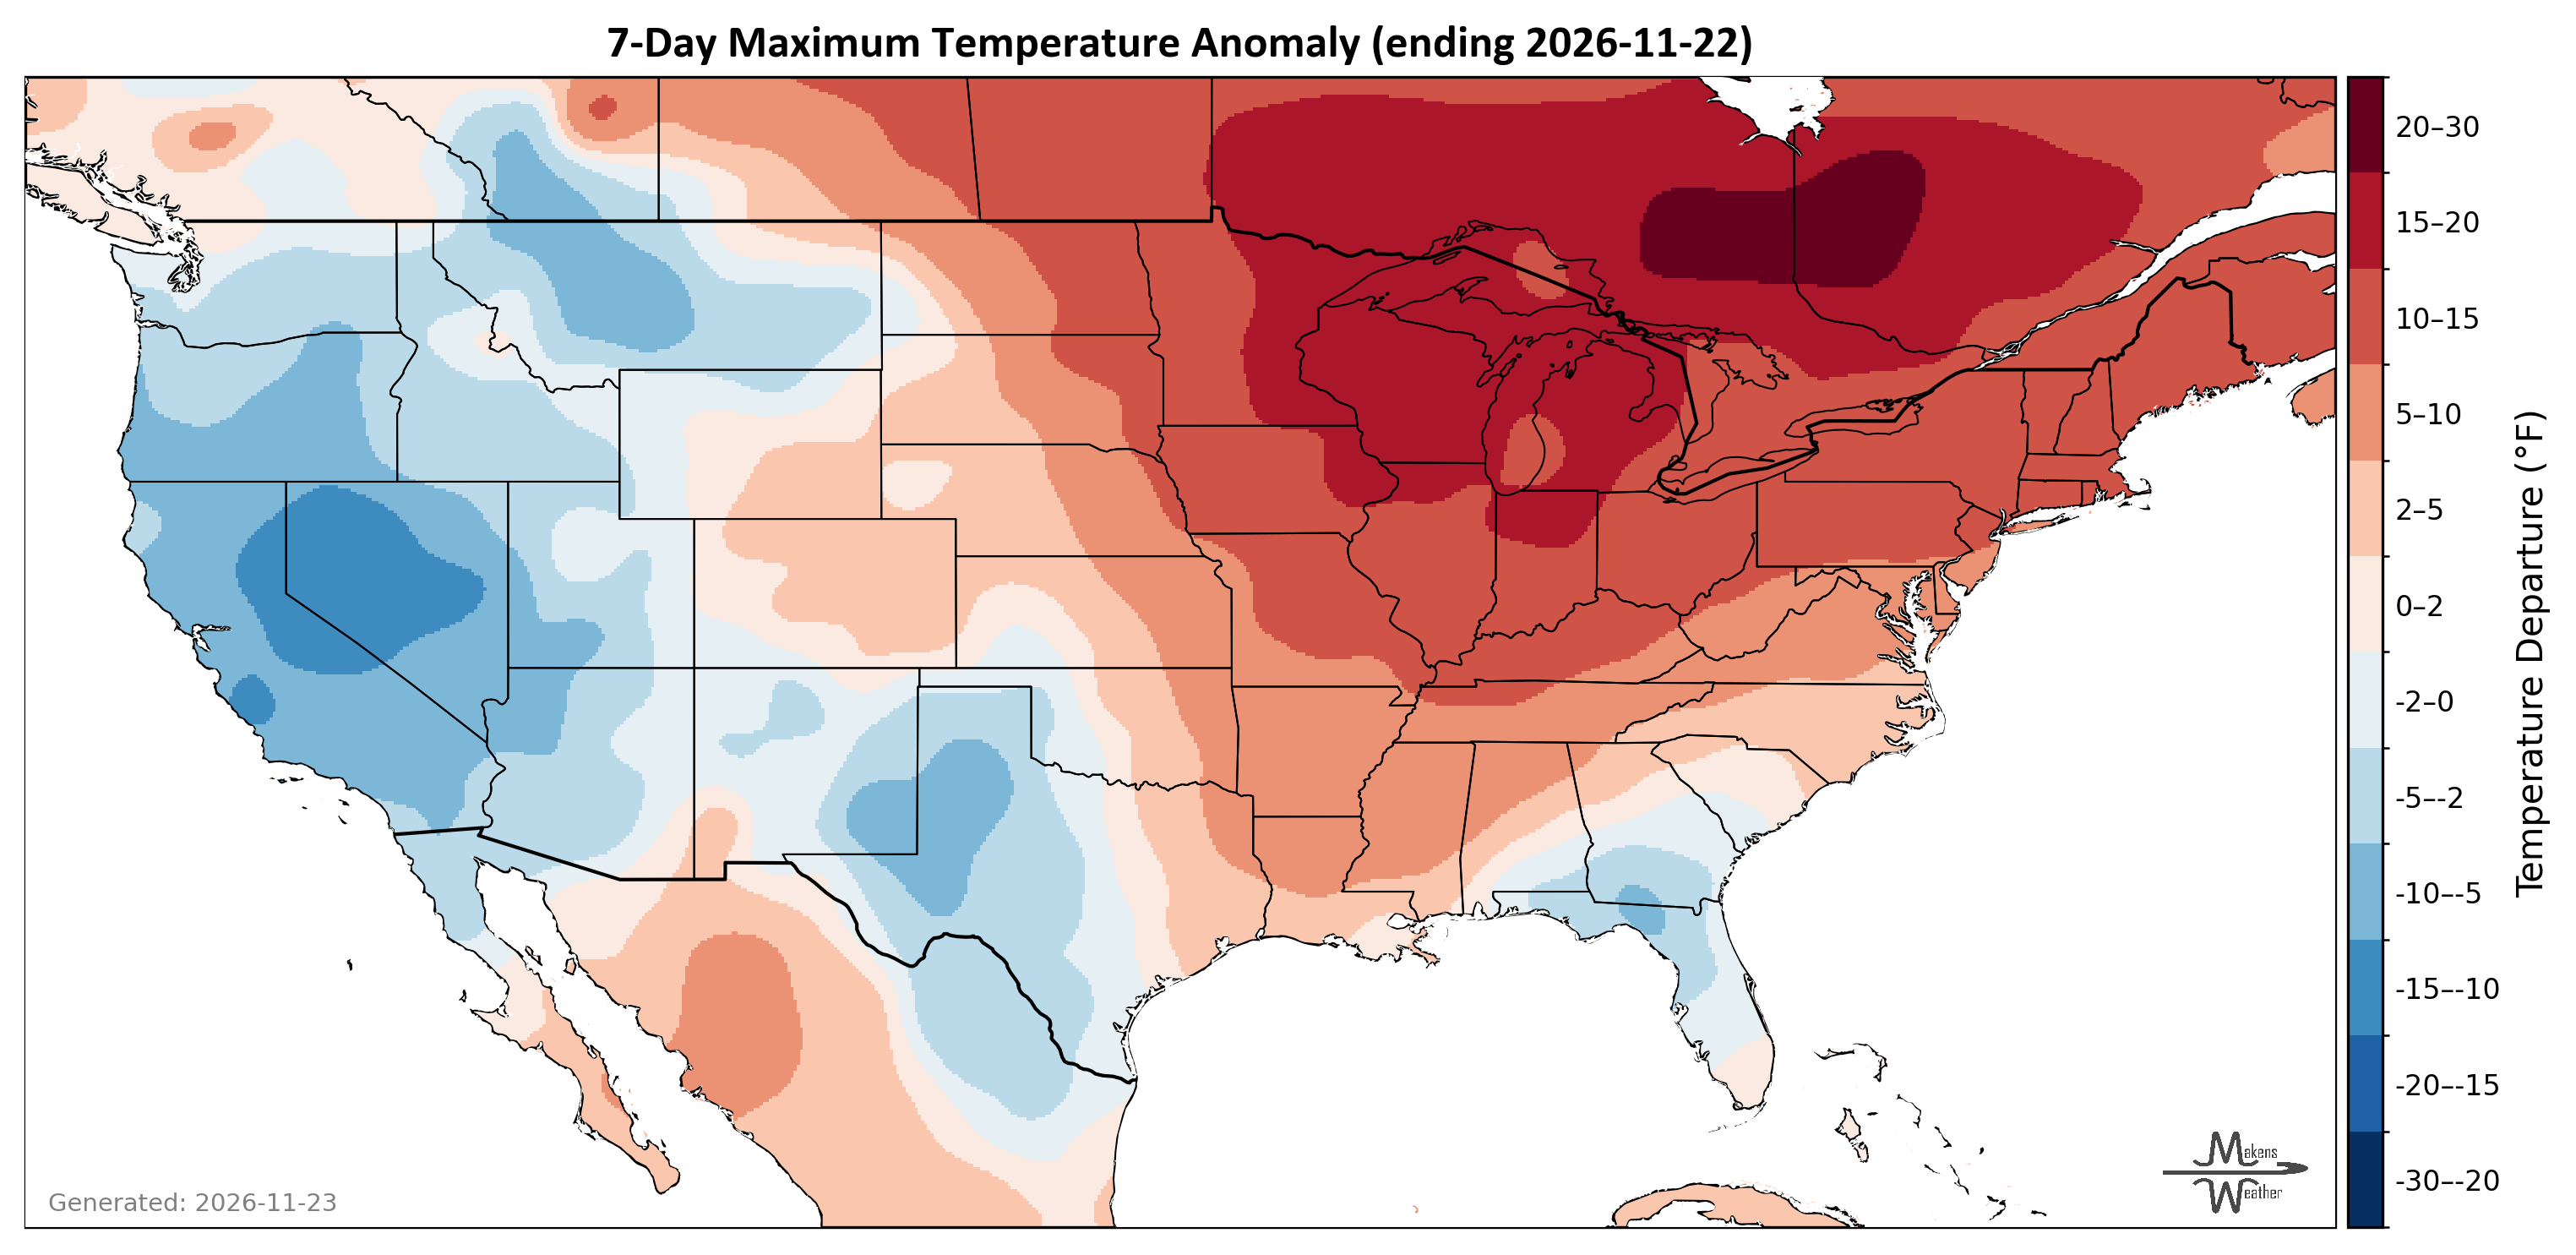 7-Day Maximum Temperature Anomaly (ending 2026-11-22)
20–30
15–20
10–15
5–10
2–5
0–2
-2–0
-5–-2
-10–-5
-15–-10
-20–-15
-30–-20
Temperature Departure (°F)
Generated: 2026-11-23
Makens
Weather